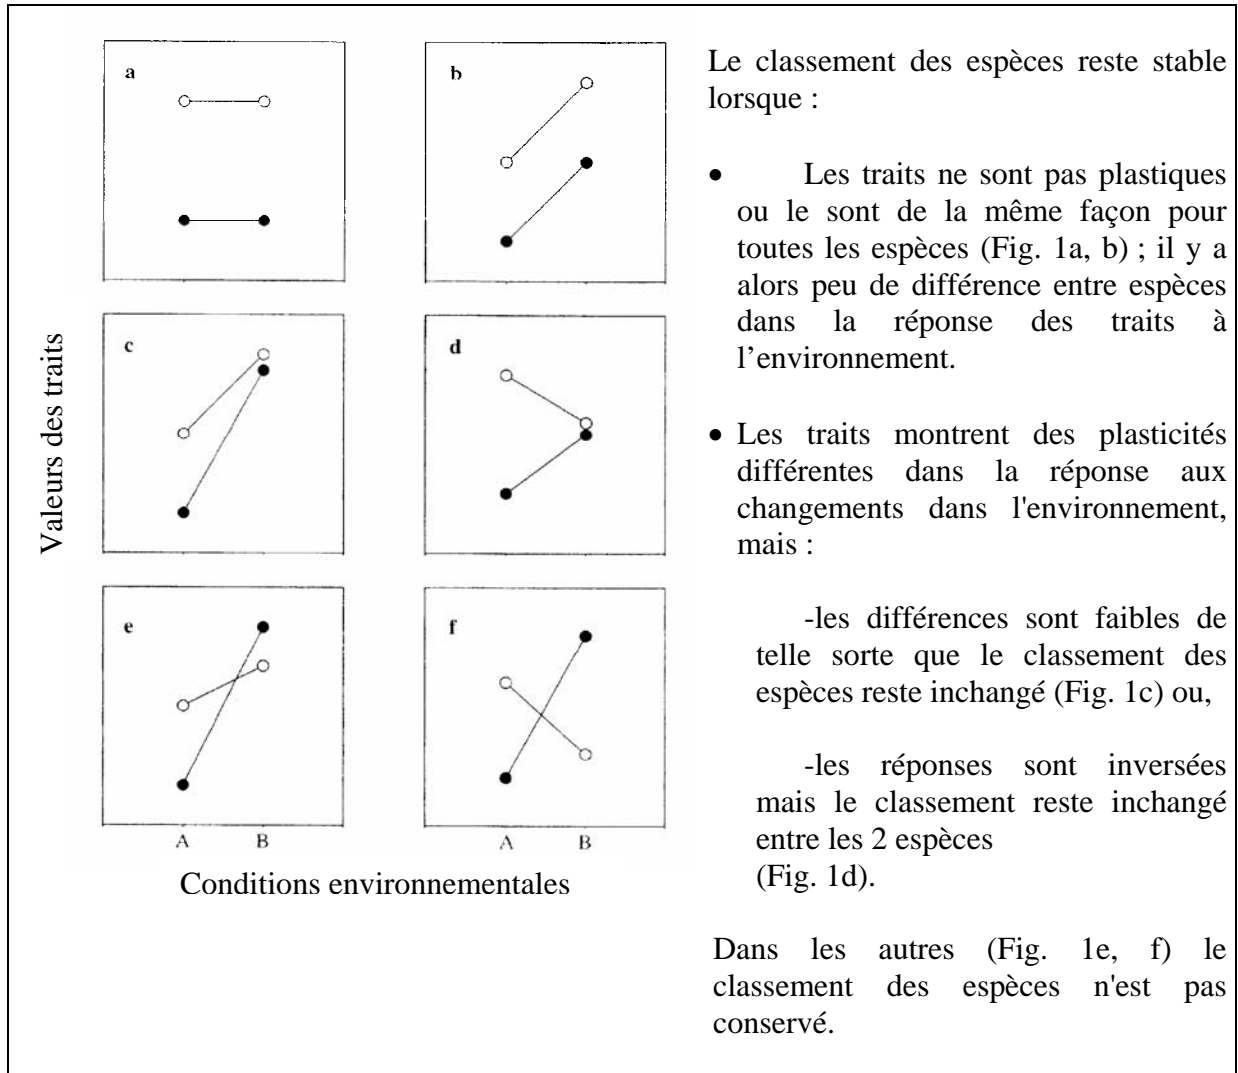 a
b
c
d
e
f
Valeurs des traits
A B
A B
Conditions environnementales
Le classement des espèces reste stable
lorsque :
• Les traits ne sont pas plastiques
ou le sont de la même façon pour
toutes les espèces (Fig. 1a, b) ; il y a
alors peu de différence entre espèces
dans la réponse des traits à
l’environnement.
• Les traits montrent des plasticités
différentes dans la réponse aux
changements dans l'environnement,
mais :
-les différences sont faibles de
telle sorte que le classement des
espèces reste inchangé (Fig. 1c) ou,
-les réponses sont inversées
mais le classement reste inchangé
entre les 2 espèces
(Fig. 1d).
Dans les autres (Fig. 1e, f) le
classement des espèces n'est pas
conservé.